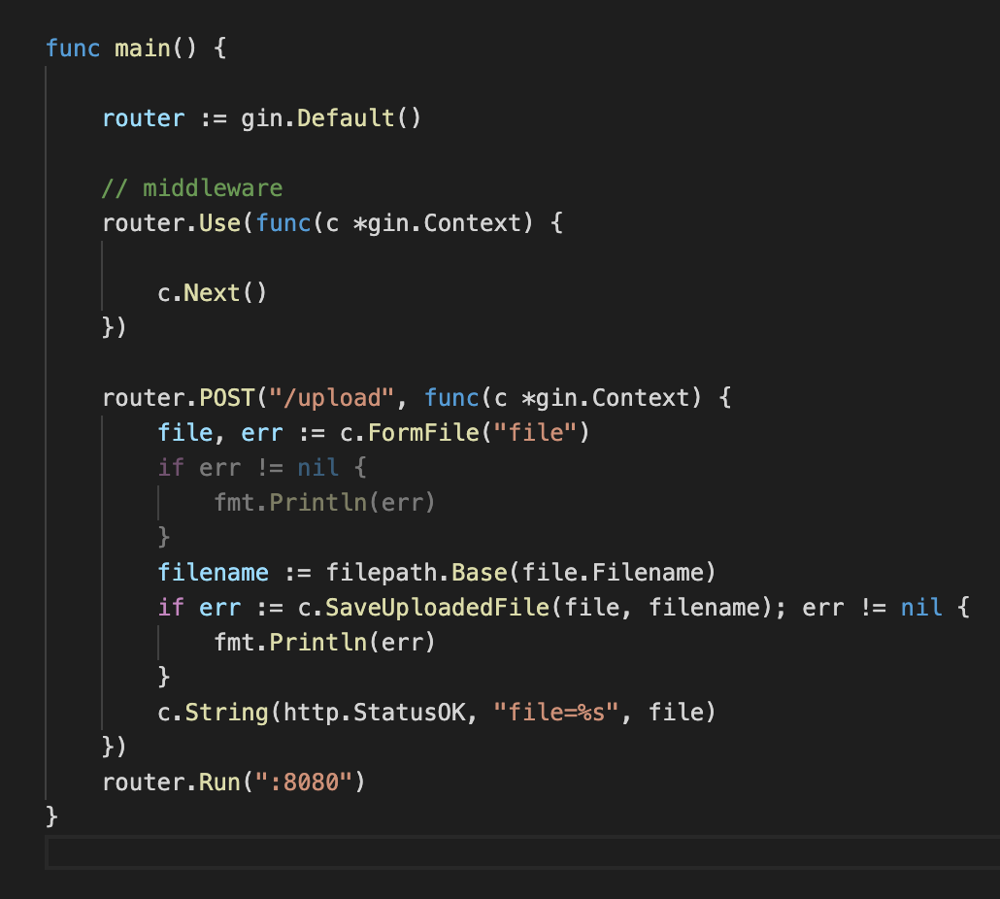 func main() {
router := gin.Default()
// middleware
router.Use(func(c *gin.Context) {
c.Next()
})
router.POST("/upload", func(c *gin.Context) {
file, err := c.FormFile("file")
if err != nil {
fmt.Println(err)
}
filename := filepath.Base(file.Filename)
if err := c.SaveUploadedFile(file, filename); err != nil {
fmt.Println(err)
}
c.String(http.StatusOK, "file=%s", file)
})
router.Run(":8080")
}